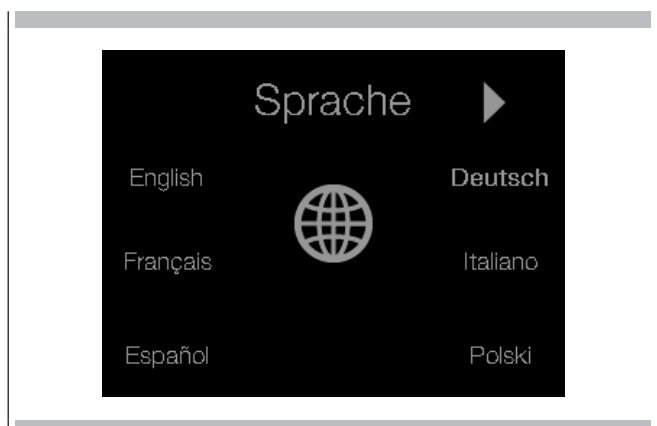 Sprache
English Deutsch
Français Italiano
Español Polski